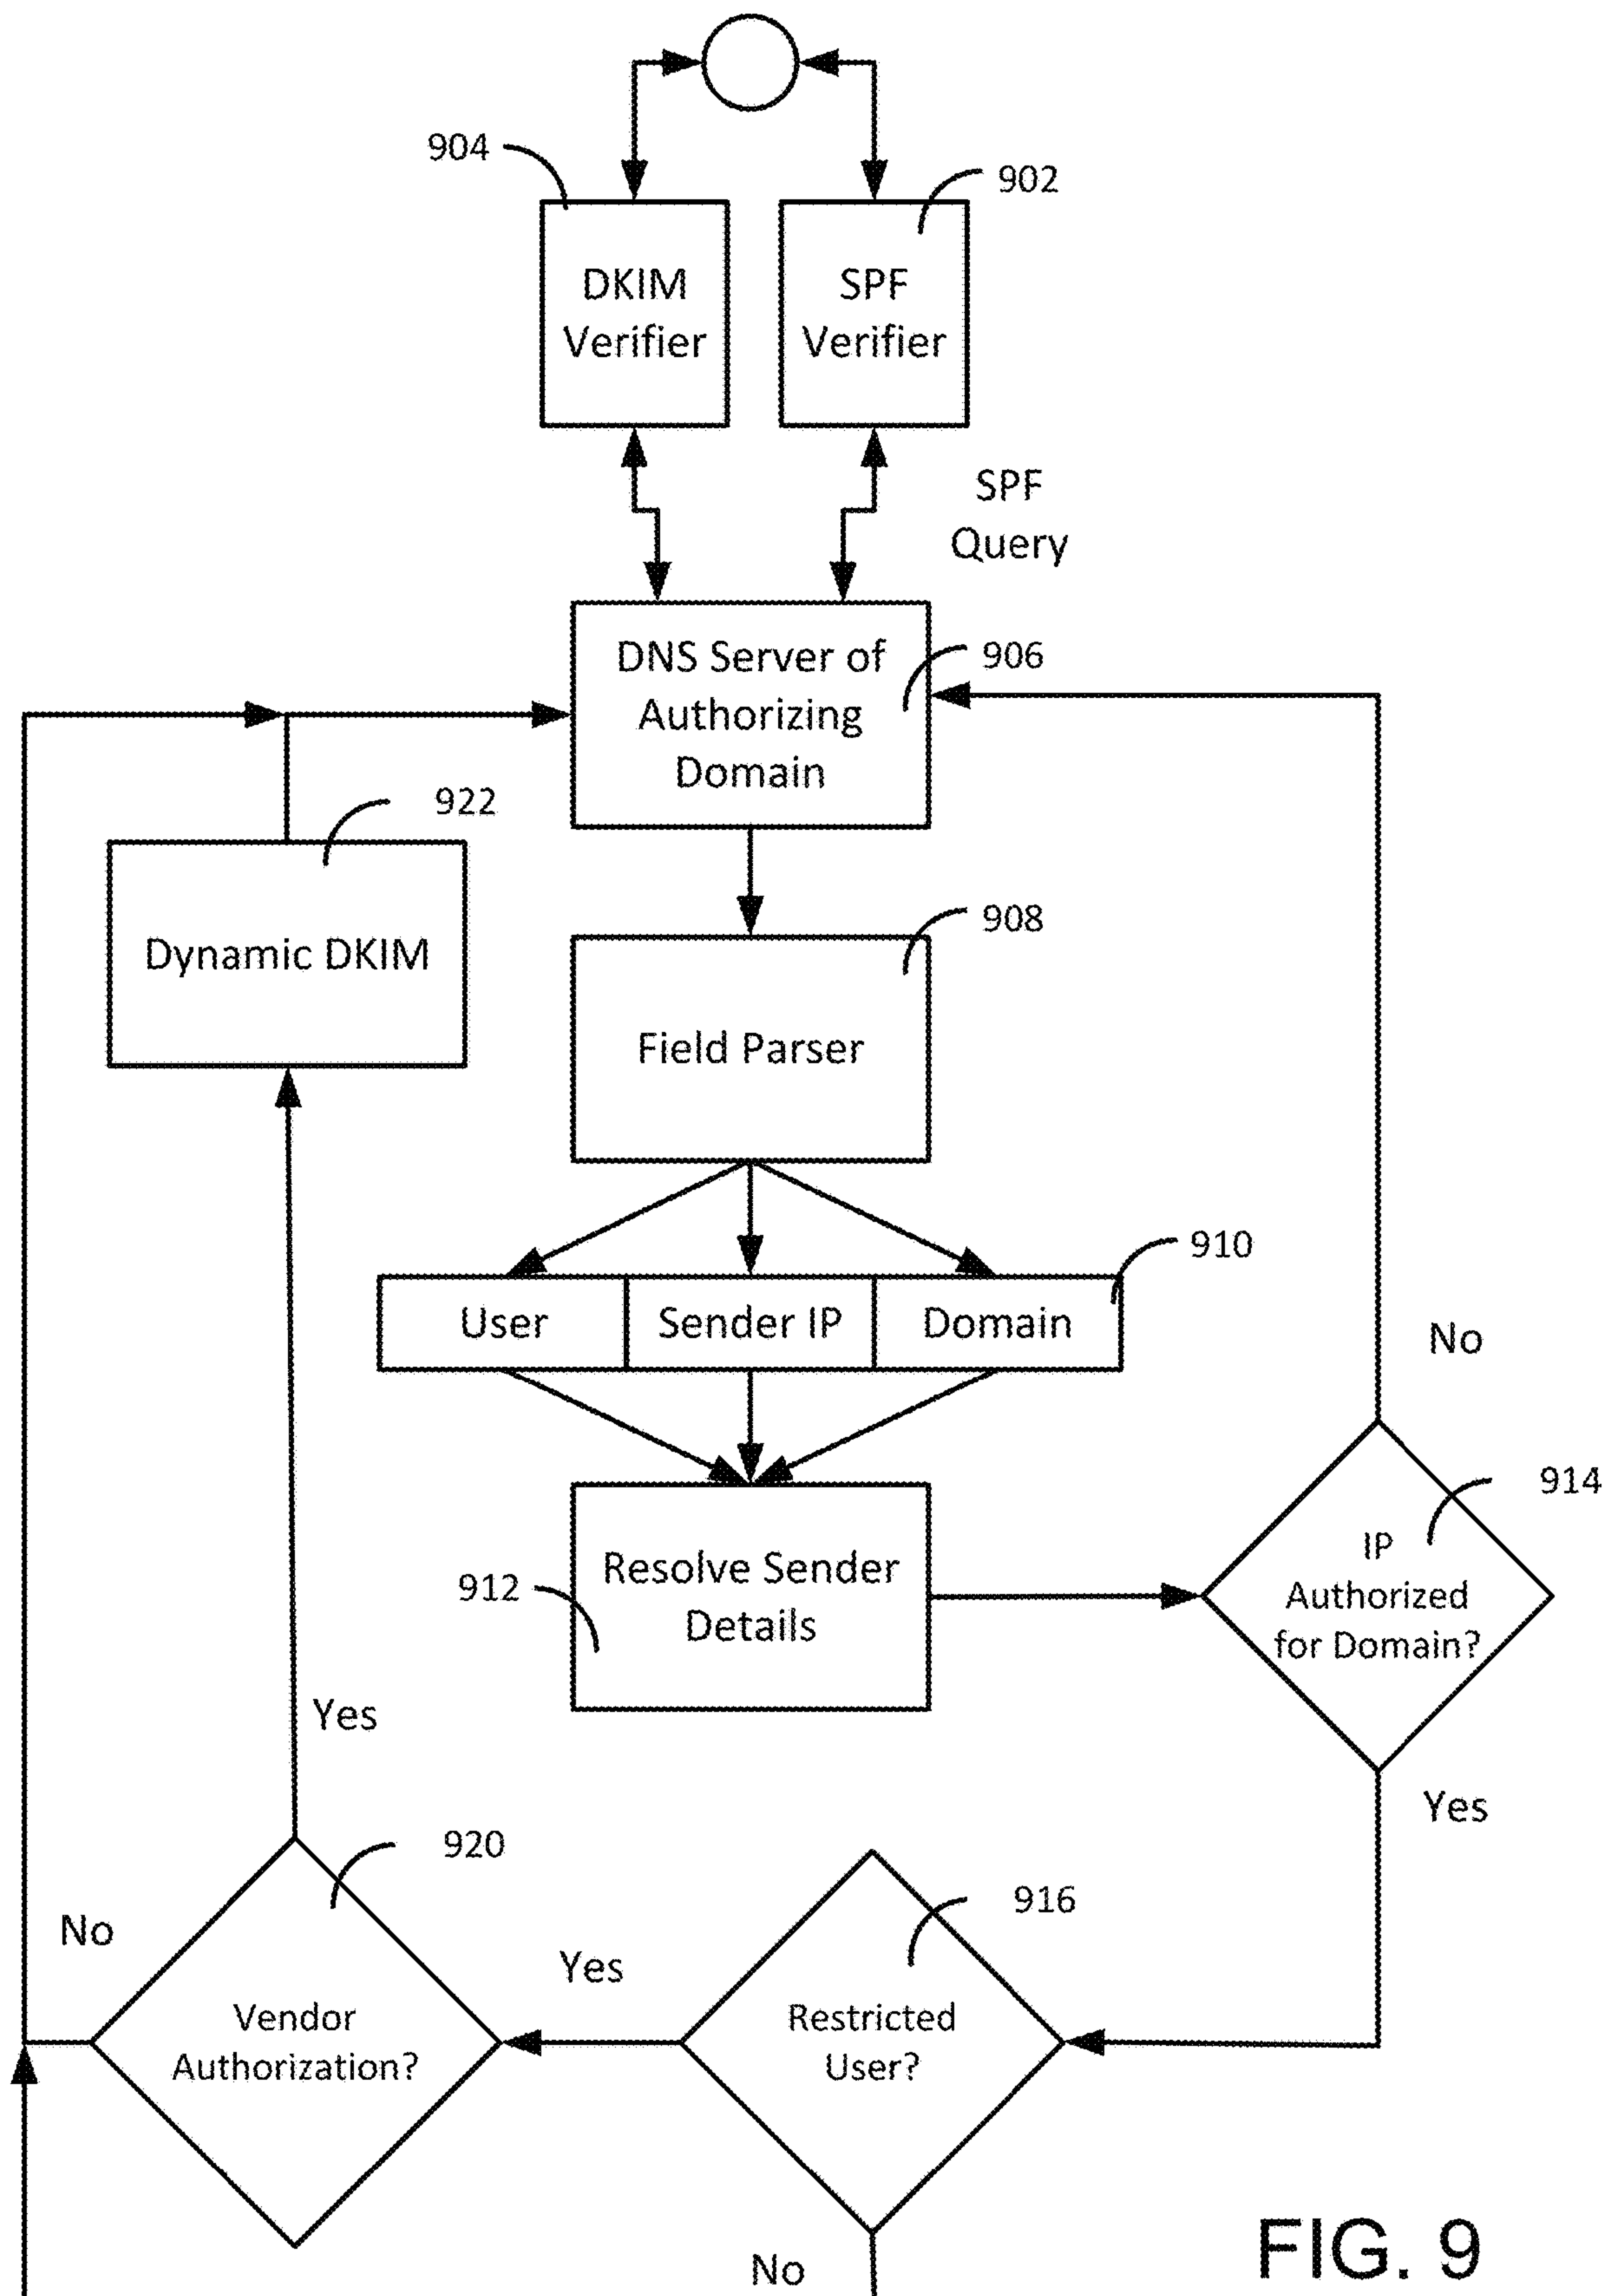 904
902
DKIM
Verifier
SPF
Verifier
SPF
Query
DNS Server of
Authorizing
Domain
906
922
Dynamic DKIM
908
Field Parser
910
User
Sender IP
Domain
No
912
Resolve Sender
Details
914
IP
Authorized
for Domain?
Yes
Yes
920
916
No
Yes
Vendor
Authorization?
Restricted
User?
No
FIG. 9